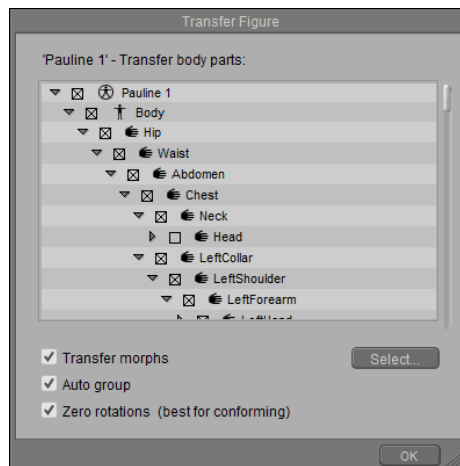 Transfer Figure
'Pauline 1' - Transfer body parts:
Pauline 1
Body
Hip
Waist
Abdomen
Chest
Neck
Head
LeftCollar
LeftShoulder
LeftForearm
LeftHand
Transfer morphs
Select...
Auto group
Zero rotations (best for conforming)
OK